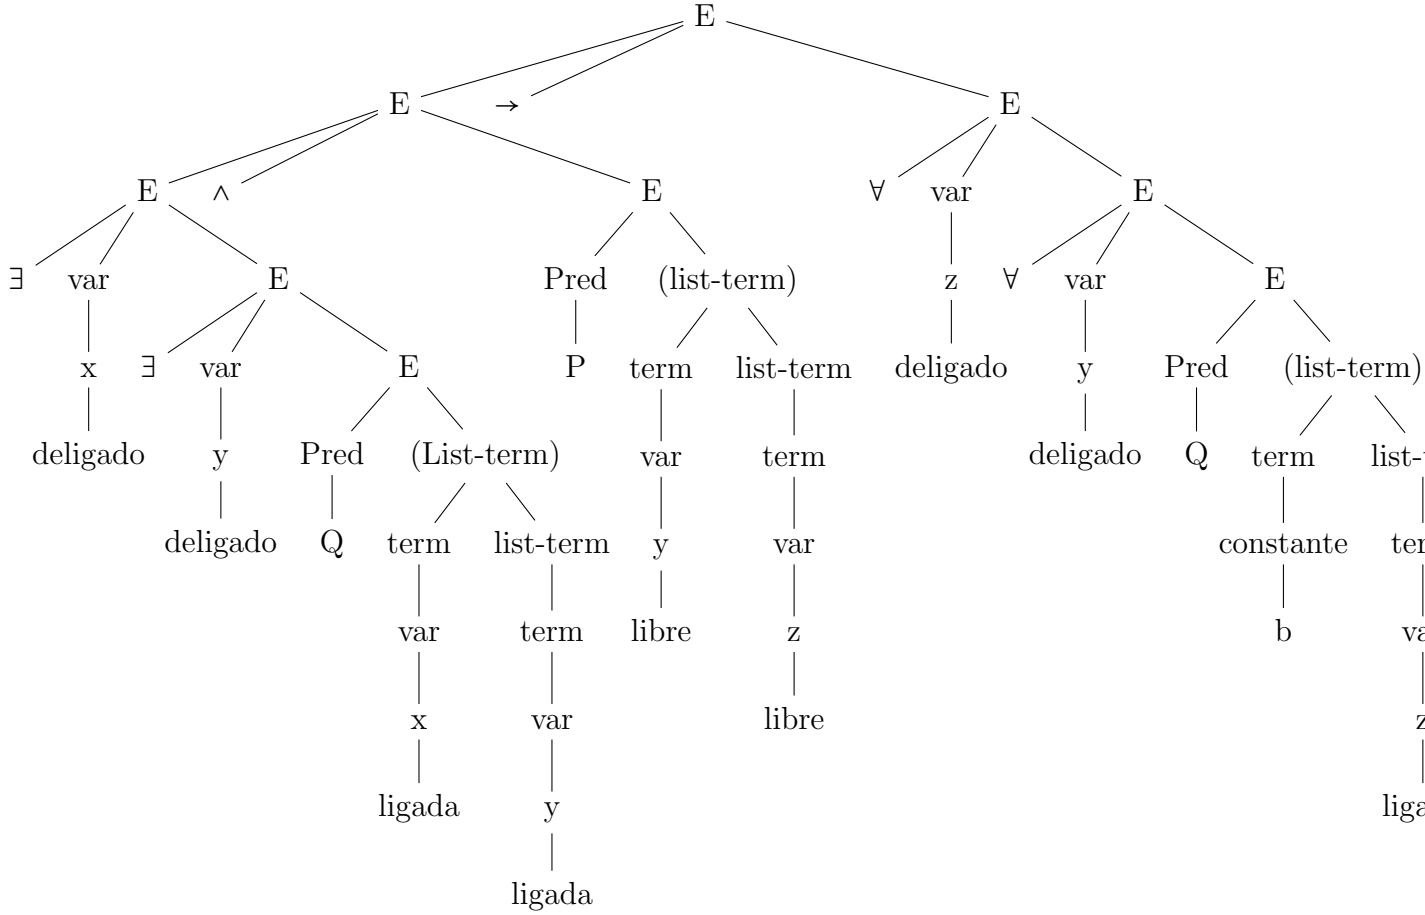 E
E → E
E ∧ E ∀ var E
∃ var E Pred (list-term) z ∀ var E
x ∃ var E P term list-term deligado y Pred (list-term)
deligado y Pred (List-term) var term deligado Q term
deligado Q term list-term y var constante
var term libre z b
x var libre
ligada y
ligada